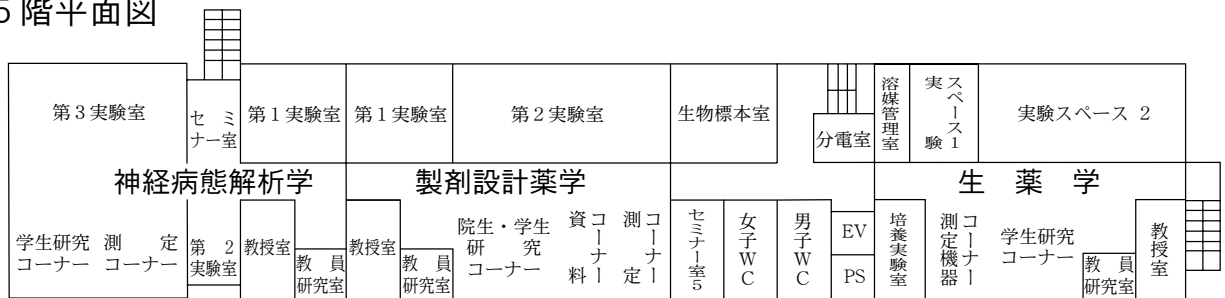 5階平面図
第3実験室
セミナー室
第1実験室
第1実験室
第2実験室
生物標本室
分電室
溶媒管理室
実験スペース1
実験スペース 2
神経病態解析学
製剤設計薬学
生薬学
学生研究コーナー
測定コーナー
第2実験室
教授室
教員研究室
教授室
教員研究室
院生・学生研究コーナー
資料コーナー
測定コーナー
セミナー室5
女子WC
男子WC
EV
PS
培養実験室
測定機器コーナー
学生研究コーナー
教員研究室
教授室